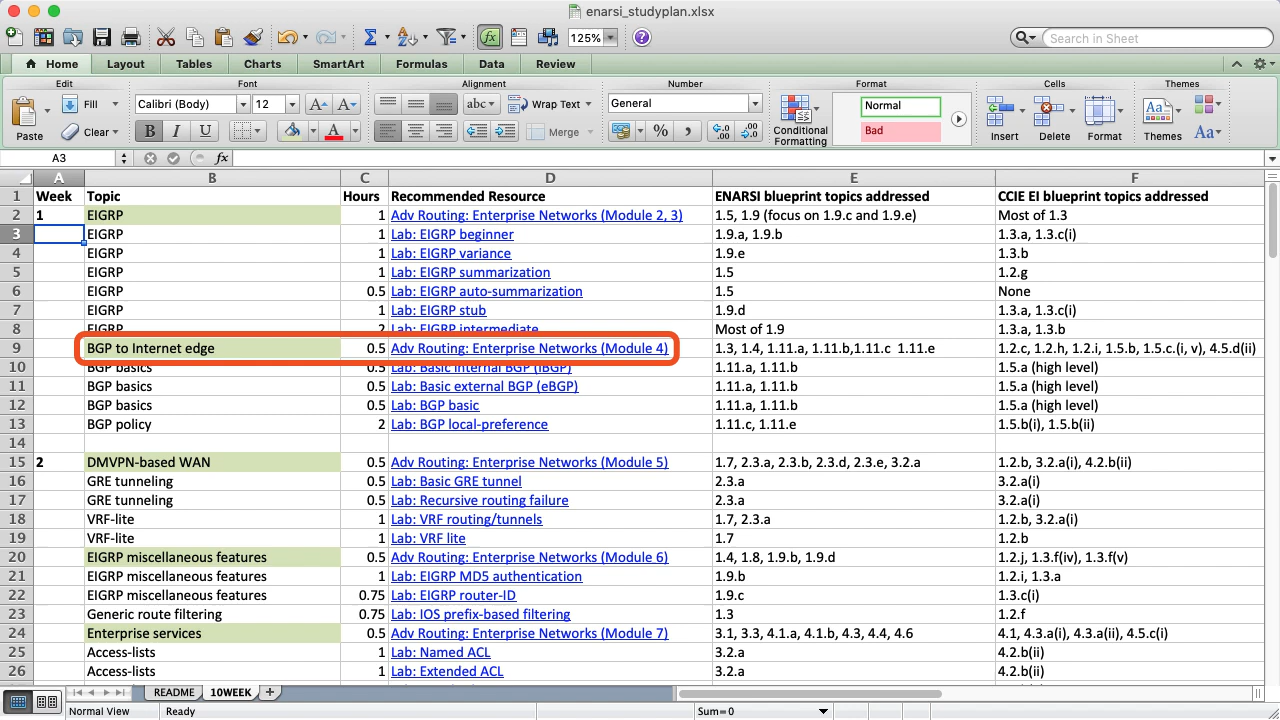 enarsi_studyplan.xlsx
125% Search in Sheet
Home Layout Tables Charts SmartArt Formulas Data Review
Edit Font Alignment Number Format Cells Themes
Paste Fill Clear Calibri (Body) 12 A A B I U A abc Wrap Text Merge General % Conditional Formatting Normal Bad Insert Delete Format Themes Aa
A3 fx
A B C D E F
1 Week Topic Hours Recommended Resource ENARSI blueprint topics addressed CCIE EI blueprint topics addressed
2 1 EIGRP 1 Adv Routing: Enterprise Networks (Module 2, 3) 1.5, 1.9 (focus on 1.9.c and 1.9.e) Most of 1.3
3 EIGRP 1 Lab: EIGRP beginner 1.9.a, 1.9.b 1.3.a, 1.3.c(i)
4 EIGRP 1 Lab: EIGRP variance 1.9.e 1.3.b
5 EIGRP 1 Lab: EIGRP summarization 1.5 1.2.g
6 EIGRP 0.5 Lab: EIGRP auto-summarization 1.5 None
7 EIGRP 1 Lab: EIGRP stub 1.9.d 1.3.a, 1.3.c(i)
8 EIGRP 2 Lab: EIGRP intermediate Most of 1.9 1.3.a, 1.3.b
9 BGP to Internet edge 0.5 Adv Routing: Enterprise Networks (Module 4) 1.3, 1.4, 1.11.a, 1.11.b,1.11.c 1.11.e 1.2.c, 1.2.h, 1.2.i, 1.5.b, 1.5.c.(i, v), 4.5.d(ii)
10 BGP basics 0.5 Lab: Basic internal BGP (iBGP) 1.11.a, 1.11.b 1.5.a (high level)
11 BGP basics 0.5 Lab: Basic external BGP (eBGP) 1.11.a, 1.11.b 1.5.a (high level)
12 BGP basics 0.5 Lab: BGP basic 1.11.a, 1.11.b 1.5.a (high level)
13 BGP policy 2 Lab: BGP local-preference 1.11.c, 1.11.e 1.5.b(i), 1.5.b(ii)
14
15 2 DMVPN-based WAN 0.5 Adv Routing: Enterprise Networks (Module 5) 1.7, 2.3.a, 2.3.b, 2.3.d, 2.3.e, 3.2.a 1.2.b, 3.2.a(i), 4.2.b(ii)
16 GRE tunneling 0.5 Lab: Basic GRE tunnel 2.3.a 3.2.a(i)
17 GRE tunneling 0.5 Lab: Recursive routing failure 2.3.a 3.2.a(i)
18 VRF-lite 1 Lab: VRF routing/tunnels 1.7, 2.3.a 1.2.b, 3.2.a(i)
19 VRF-lite 1 Lab: VRF lite 1.7 1.2.b
20 EIGRP miscellaneous features 0.5 Adv Routing: Enterprise Networks (Module 6) 1.4, 1.8, 1.9.b, 1.9.d 1.2.j, 1.3.f(iv), 1.3.f(v)
21 EIGRP miscellaneous features 1 Lab: EIGRP MD5 authentication 1.9.b 1.2.i, 1.3.a
22 EIGRP miscellaneous features 0.75 Lab: EIGRP router-ID 1.9.c 1.3.c(i)
23 Generic route filtering 0.75 Lab: IOS prefix-based filtering 1.3 1.2.f
24 Enterprise services 0.5 Adv Routing: Enterprise Networks (Module 7) 3.1, 3.3, 4.1.a, 4.1.b, 4.3, 4.4, 4.6 4.1, 4.3.a(i), 4.3.a(ii), 4.5.c(i)
25 Access-lists 1 Lab: Named ACL 3.2.a 4.2.b(ii)
26 Access-lists 1 Lab: Extended ACL 3.2.a 4.2.b(ii)
README 10WEEK
Normal View Ready Sum=0